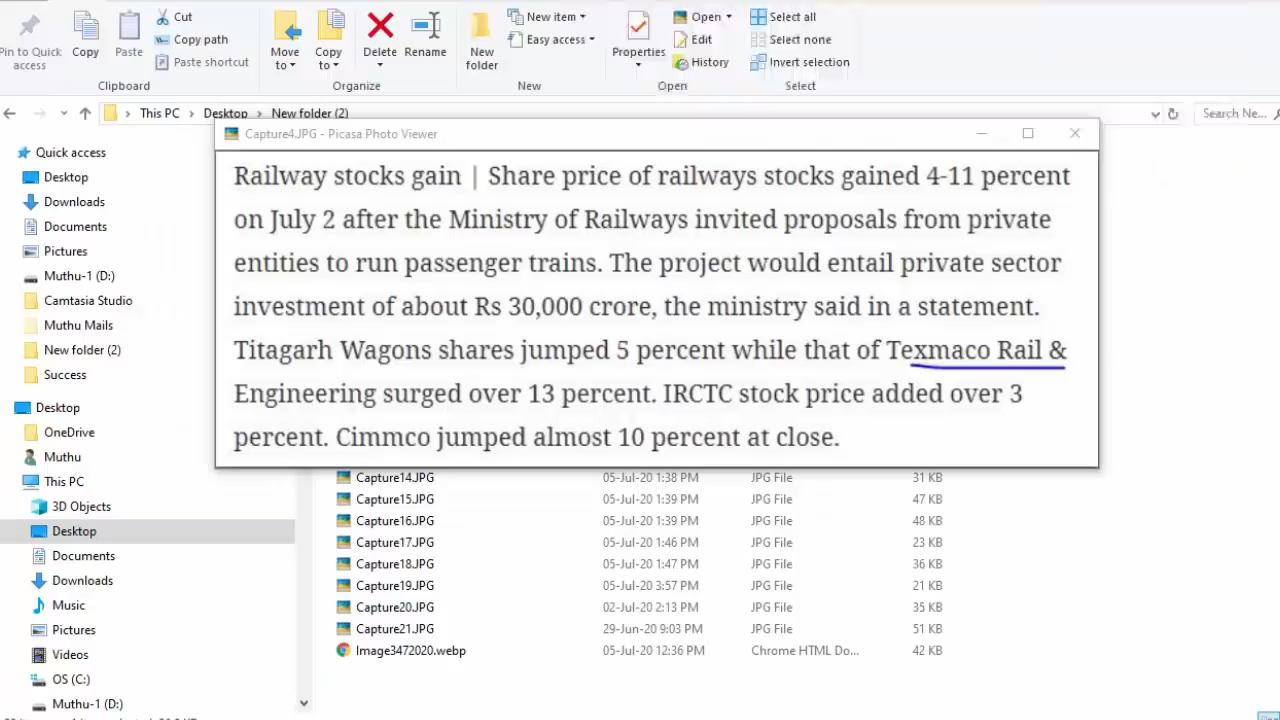 Pin to Quick access
Copy
Paste
Cut
Copy path
Paste shortcut
Clipboard
Move to
Copy to
Delete
Rename
Organize
New folder
New item
Easy access
New
Properties
Open
Edit
History
Open
Select all
Select none
Invert selection
Select
This PC > Desktop > New folder (2)
Search Ne...
Capture4.JPG - Picasa Photo Viewer
Railway stocks gain | Share price of railways stocks gained 4-11 percent
on July 2 after the Ministry of Railways invited proposals from private
entities to run passenger trains. The project would entail private sector
investment of about Rs 30,000 crore, the ministry said in a statement.
Titagarh Wagons shares jumped 5 percent while that of Texmaco Rail &
Engineering surged over 13 percent. IRCTC stock price added over 3
percent. Cimmco jumped almost 10 percent at close.
Quick access
Desktop
Downloads
Documents
Pictures
Muthu-1 (D:)
Camtasia Studio
Muthu Mails
New folder (2)
Success
Desktop
OneDrive
Muthu
This PC
3D Objects
Desktop
Documents
Downloads
Music
Pictures
Videos
OS (C:)
Muthu-1 (D:)
Capture14.JPG 05-Jul-20 1:38 PM JPG File 31 KB
Capture15.JPG 05-Jul-20 1:39 PM JPG File 47 KB
Capture16.JPG 05-Jul-20 1:39 PM JPG File 48 KB
Capture17.JPG 05-Jul-20 1:46 PM JPG File 23 KB
Capture18.JPG 05-Jul-20 1:47 PM JPG File 36 KB
Capture19.JPG 05-Jul-20 3:57 PM JPG File 21 KB
Capture20.JPG 02-Jul-20 2:13 PM JPG File 35 KB
Capture21.JPG 29-Jun-20 9:03 PM JPG File 51 KB
Image3472020.webp 05-Jul-20 12:36 PM Chrome HTML Do... 42 KB